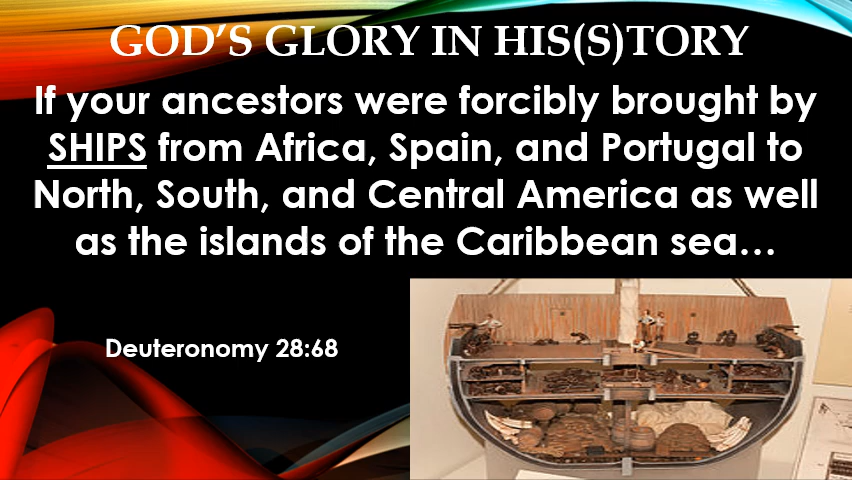 GOD'S GLORY IN HIS(S)TORY
If your ancestors were forcibly brought by
SHIPS from Africa, Spain, and Portugal to
North, South, and Central America as well
as the islands of the Caribbean sea…
Deuteronomy 28:68